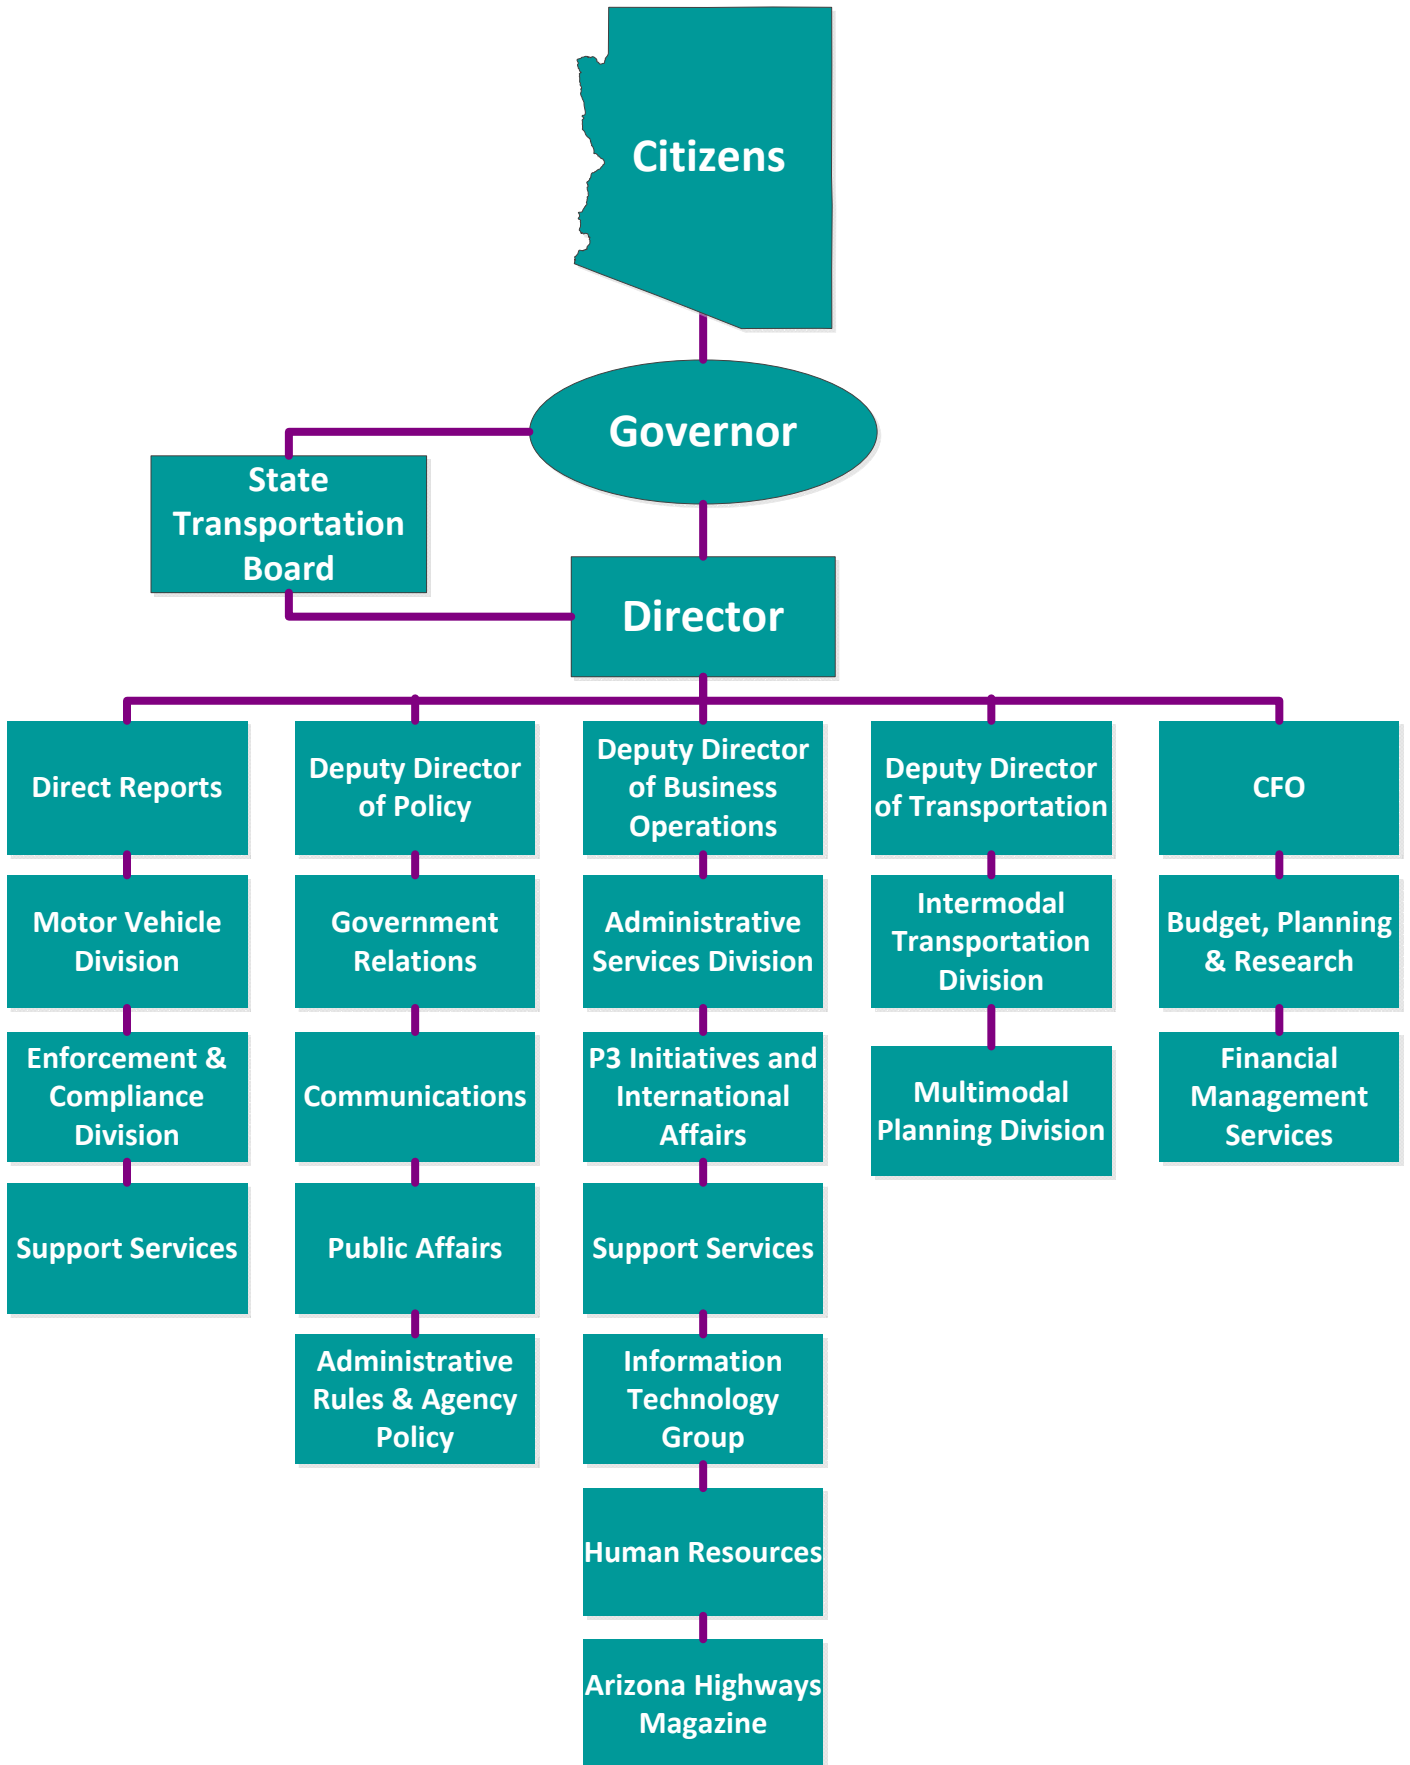 Citizens
Governor
State
Transportation
Board
Director
Direct Reports
Motor Vehicle
Division
Enforcement &
Compliance
Division
Support Services
Deputy Director
of Policy
Government
Relations
Communications
Public Affairs
Administrative
Rules & Agency
Policy
Deputy Director
of Business
Operations
Administrative
Services Division
P3 Initiatives and
International
Affairs
Support Services
Information
Technology
Group
Human Resources
Arizona Highways
Magazine
Deputy Director
of Transportation
Intermodal
Transportation
Division
Multimodal
Planning Division
CFO
Budget, Planning
& Research
Financial
Management
Services